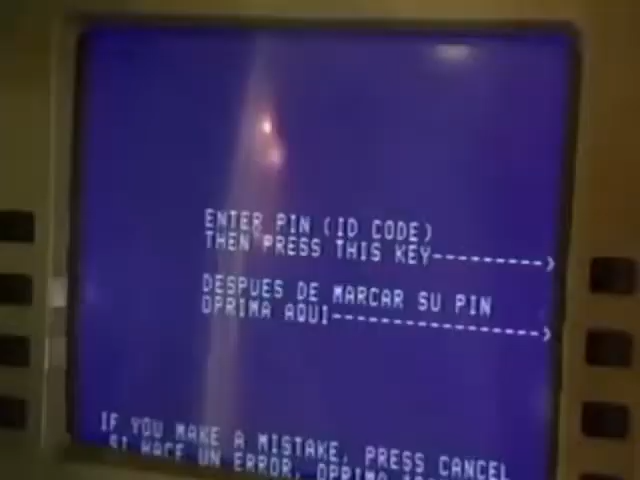 ENTER PIN (ID CODE)
THEN PRESS THIS KEY--------->
DESPUES DE MARCAR SU PIN
OPRIMA AQUI----------------->
IF YOU MAKE A MISTAKE, PRESS CANCEL
SI HACE UN ERROR, OPRIMA